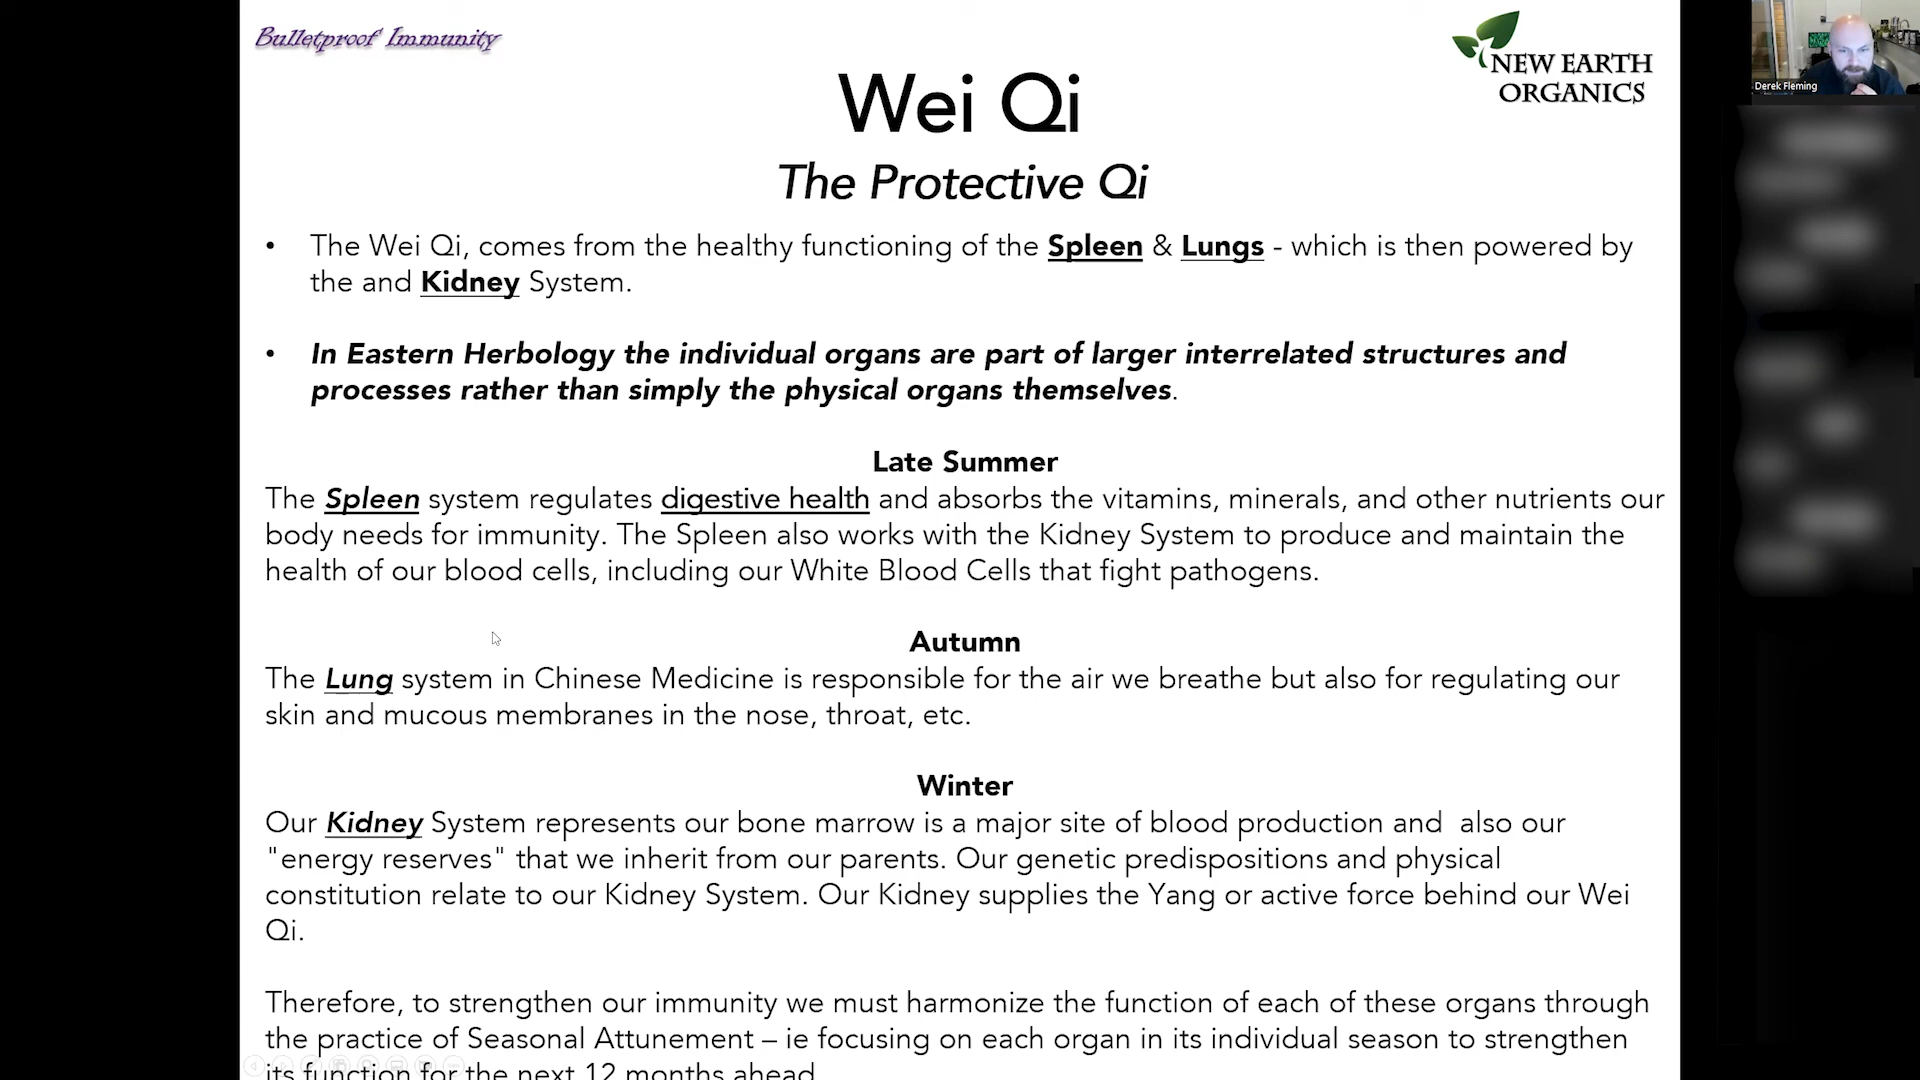 Bulletproof Immunity
NEW EARTH
ORGANICS
Derek Fleming
Wei Qi
The Protective Qi
• The Wei Qi, comes from the healthy functioning of the Spleen & Lungs - which is then powered by
the and Kidney System.
• In Eastern Herbology the individual organs are part of larger interrelated structures and
processes rather than simply the physical organs themselves.
Late Summer
The Spleen system regulates digestive health and absorbs the vitamins, minerals, and other nutrients our
body needs for immunity. The Spleen also works with the Kidney System to produce and maintain the
health of our blood cells, including our White Blood Cells that fight pathogens.
Autumn
The Lung system in Chinese Medicine is responsible for the air we breathe but also for regulating our
skin and mucous membranes in the nose, throat, etc.
Winter
Our Kidney System represents our bone marrow is a major site of blood production and  also our
"energy reserves" that we inherit from our parents. Our genetic predispositions and physical
constitution relate to our Kidney System. Our Kidney supplies the Yang or active force behind our Wei
Qi.
Therefore, to strengthen our immunity we must harmonize the function of each of these organs through
the practice of Seasonal Attunement – ie focusing on each organ in its individual season to strengthen
its function for the next 12 months ahead